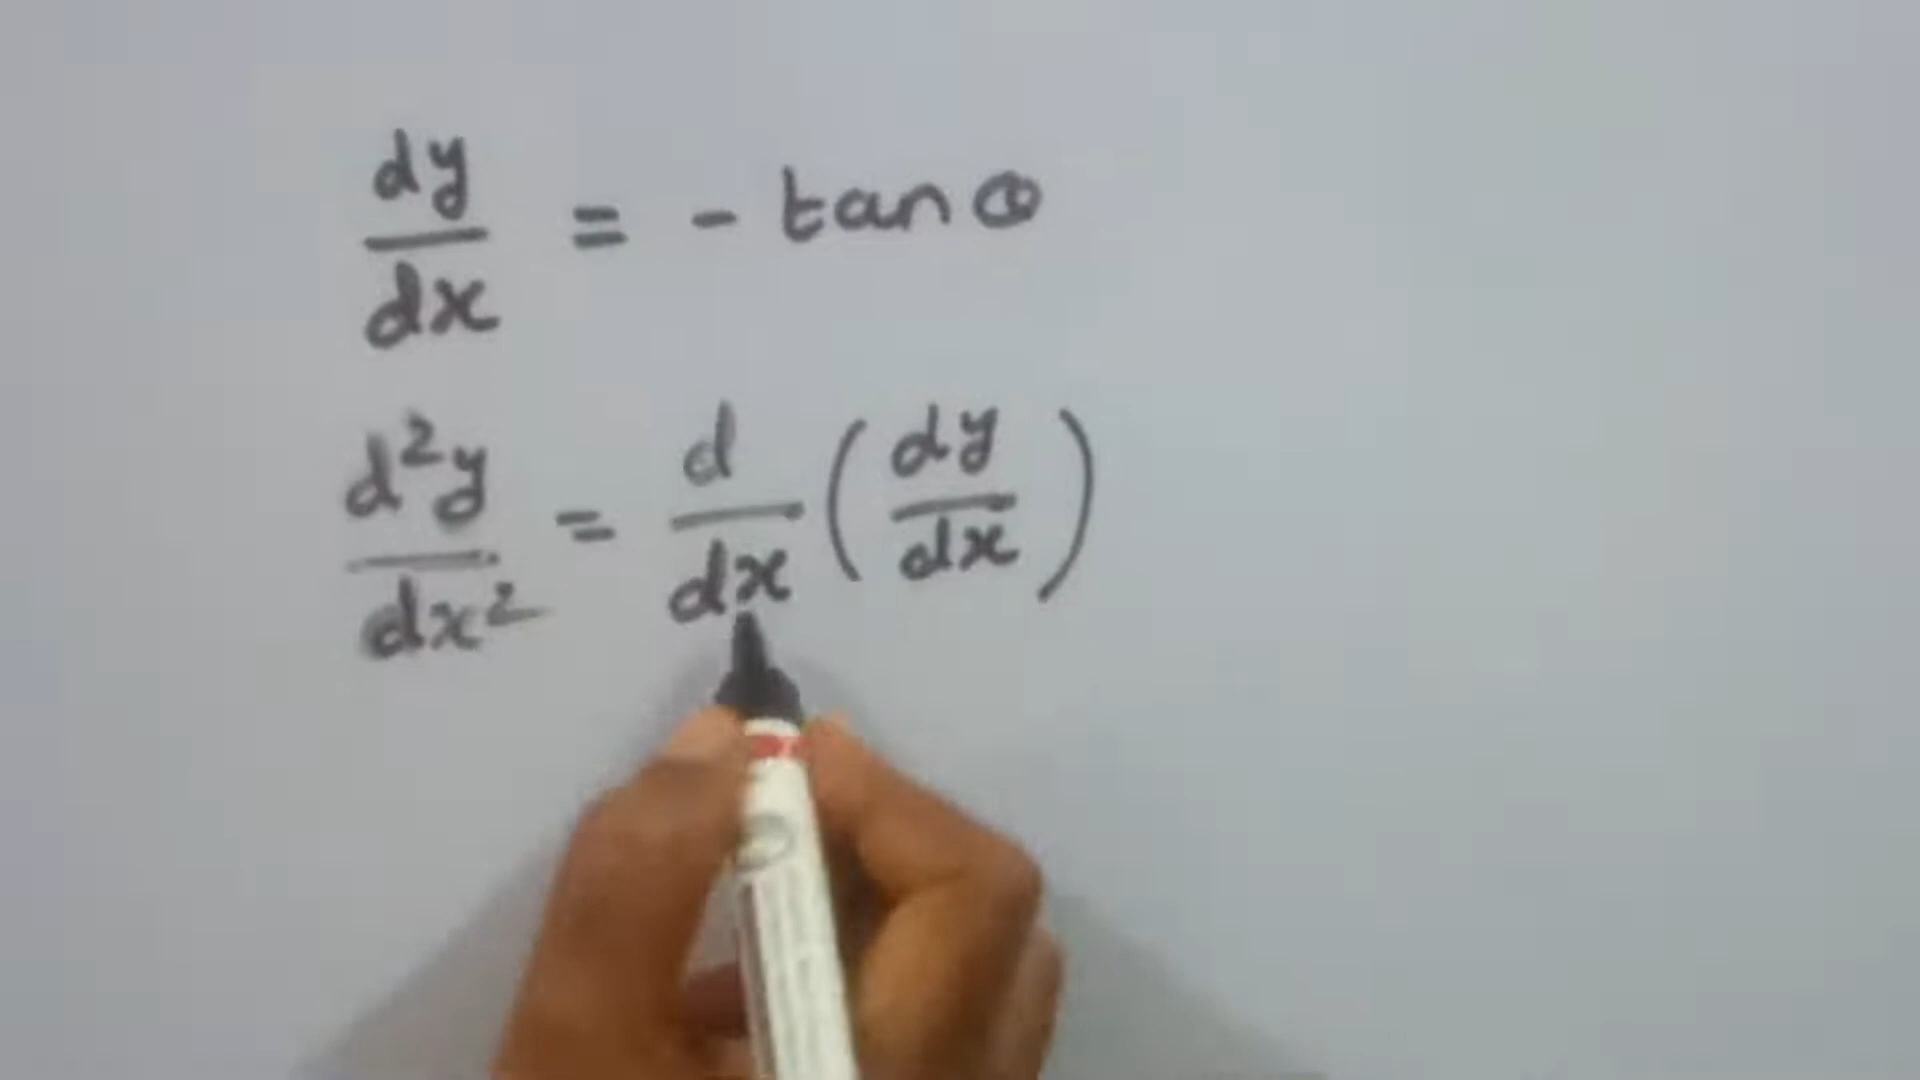 dy/dx = - tan θ
d²y/dx² = d/dx (dy/dx)